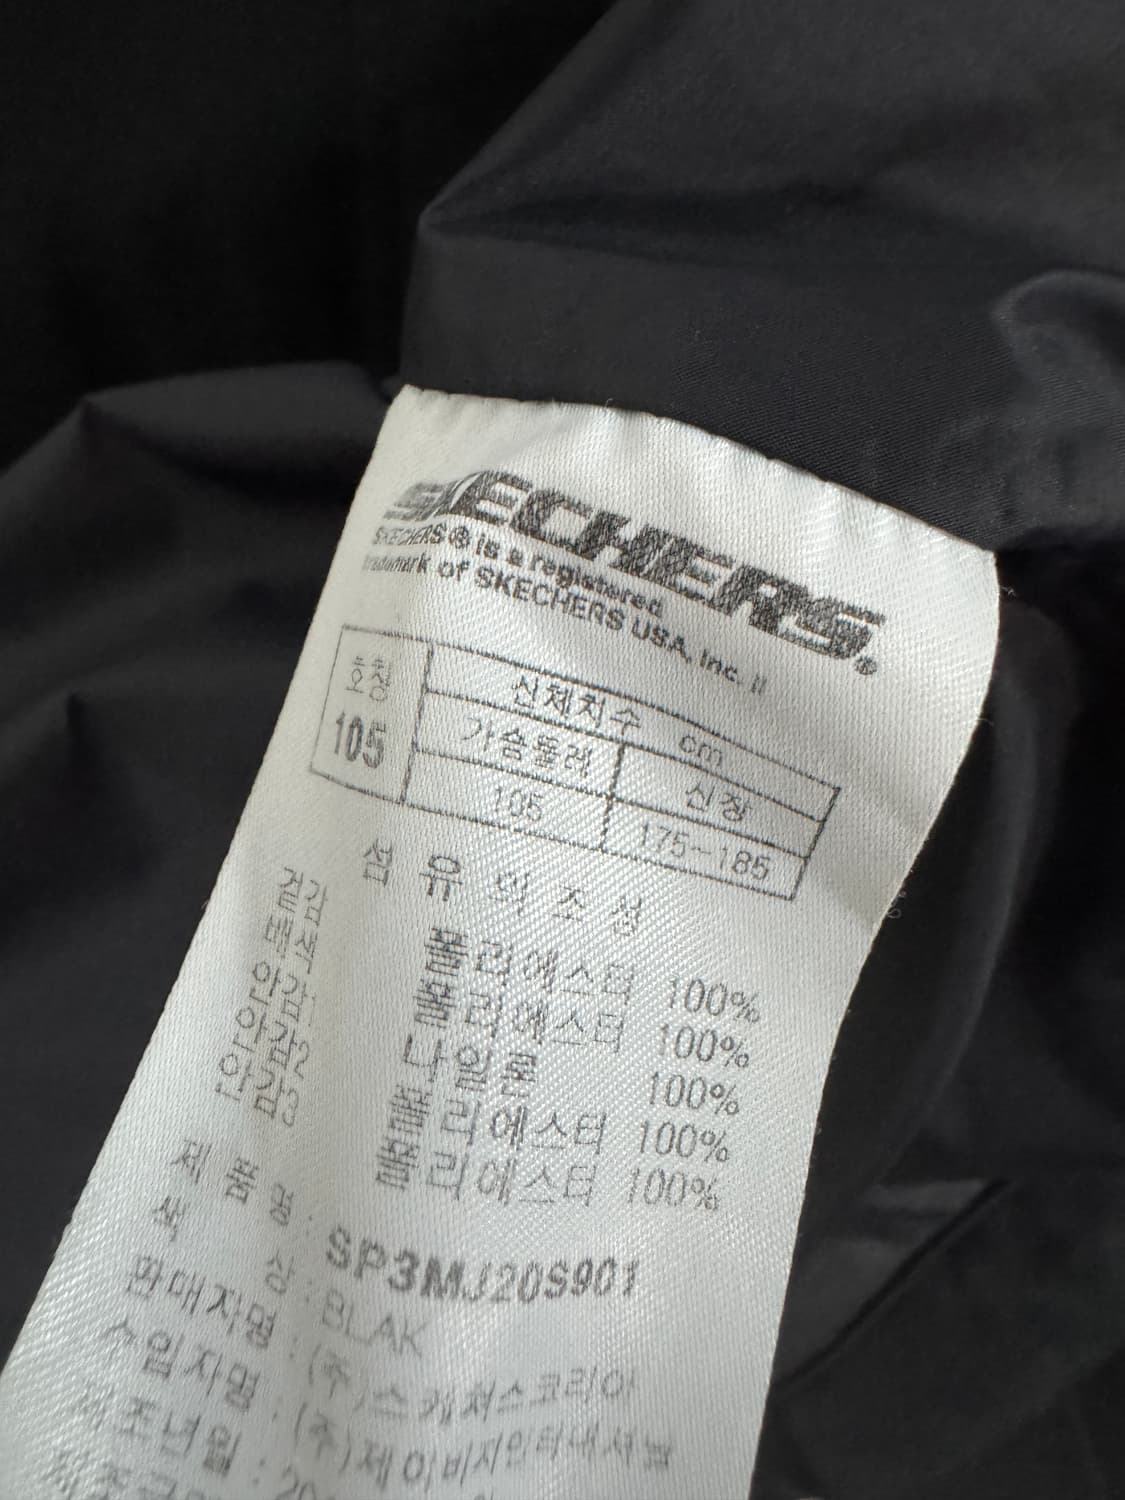 SKECHERS®
SKECHERS® is a registered
trademark of SKECHERS USA, Inc. II
호칭 신체치수 cm
105 가슴둘레 신장
105 175~185
섬 유 의 조 성
겉감 폴리에스터 100%
배색 폴리에스터 100%
안감1 나일론 100%
안감2 폴리에스터 100%
안감3 폴리에스터 100%
제 품 명 : SP3MJ20S901
색 상 : BLAK
판매자명 : (주)스케쳐스코리아
수입자명 : (주)제이비지인터내셔널
제조년월 : 20